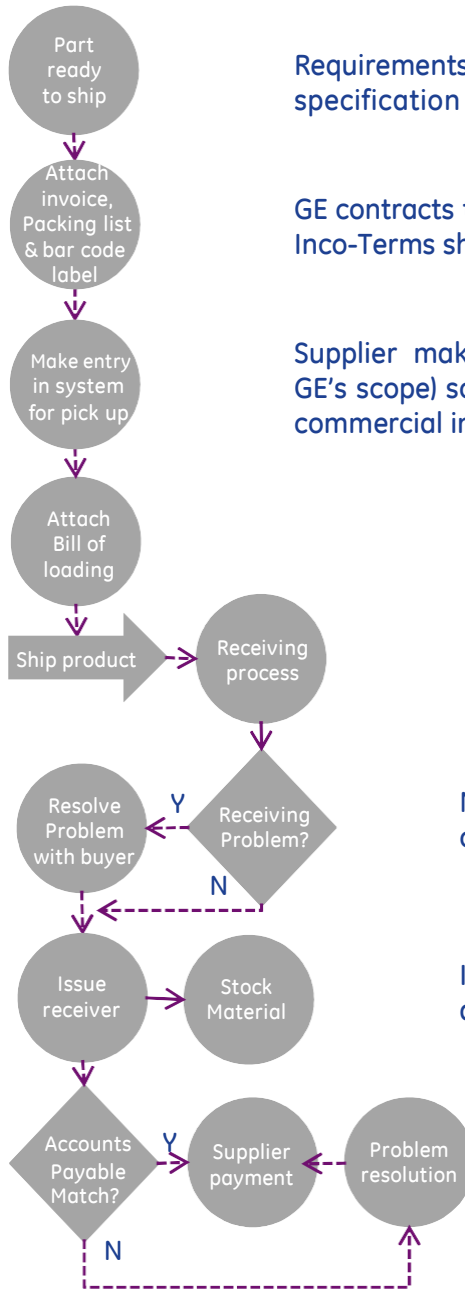 Part
ready
to ship
Requirements
specification
Attach
invoice,
Packing list
& bar code
label
GE contracts
Inco-Terms
Make entry
in system
for pick up
Supplier
GE's scope)
commercial
Attach
Bill of
loading
Ship product
Receiving
process
Resolve
Problem
with buyer
Y
Receiving
Problem?
N
Issue
receiver
Stock
Material
Accounts
Payable
Match?
Y
Supplier
payment
Problem
resolution
N